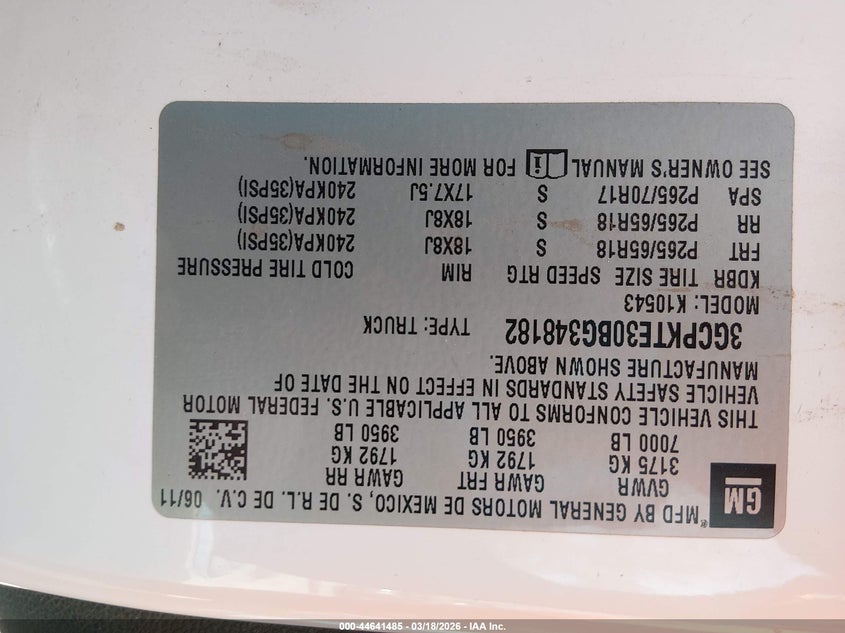 GM
MFD BY GENERAL MOTORS DE MEXICO, S. DE R.L. DE C.V. 06/11
GVWR GAWR FRT GAWR RR
3175 KG 1792 KG 1792 KG
7000 LB 3950 LB 3950 LB
THIS VEHICLE CONFORMS TO ALL APPLICABLE U.S. FEDERAL MOTOR
VEHICLE SAFETY STANDARDS IN EFFECT ON THE DATE OF
MANUFACTURE SHOWN ABOVE.
3GCPKTE30BG348182 TYPE: TRUCK
MODEL: K10543
KDBR TIRE SIZE SPEED RTG RIM COLD TIRE PRESSURE
FRT P265/65R18 S 18X8J 240KPA(35PSI)
RR P265/65R18 S 18X8J 240KPA(35PSI)
SPA P265/70R17 S 17X7.5J 240KPA(35PSI)
SEE OWNER'S MANUAL FOR MORE INFORMATION.
000-44641485 - 03/18/2026 - IAA Inc.